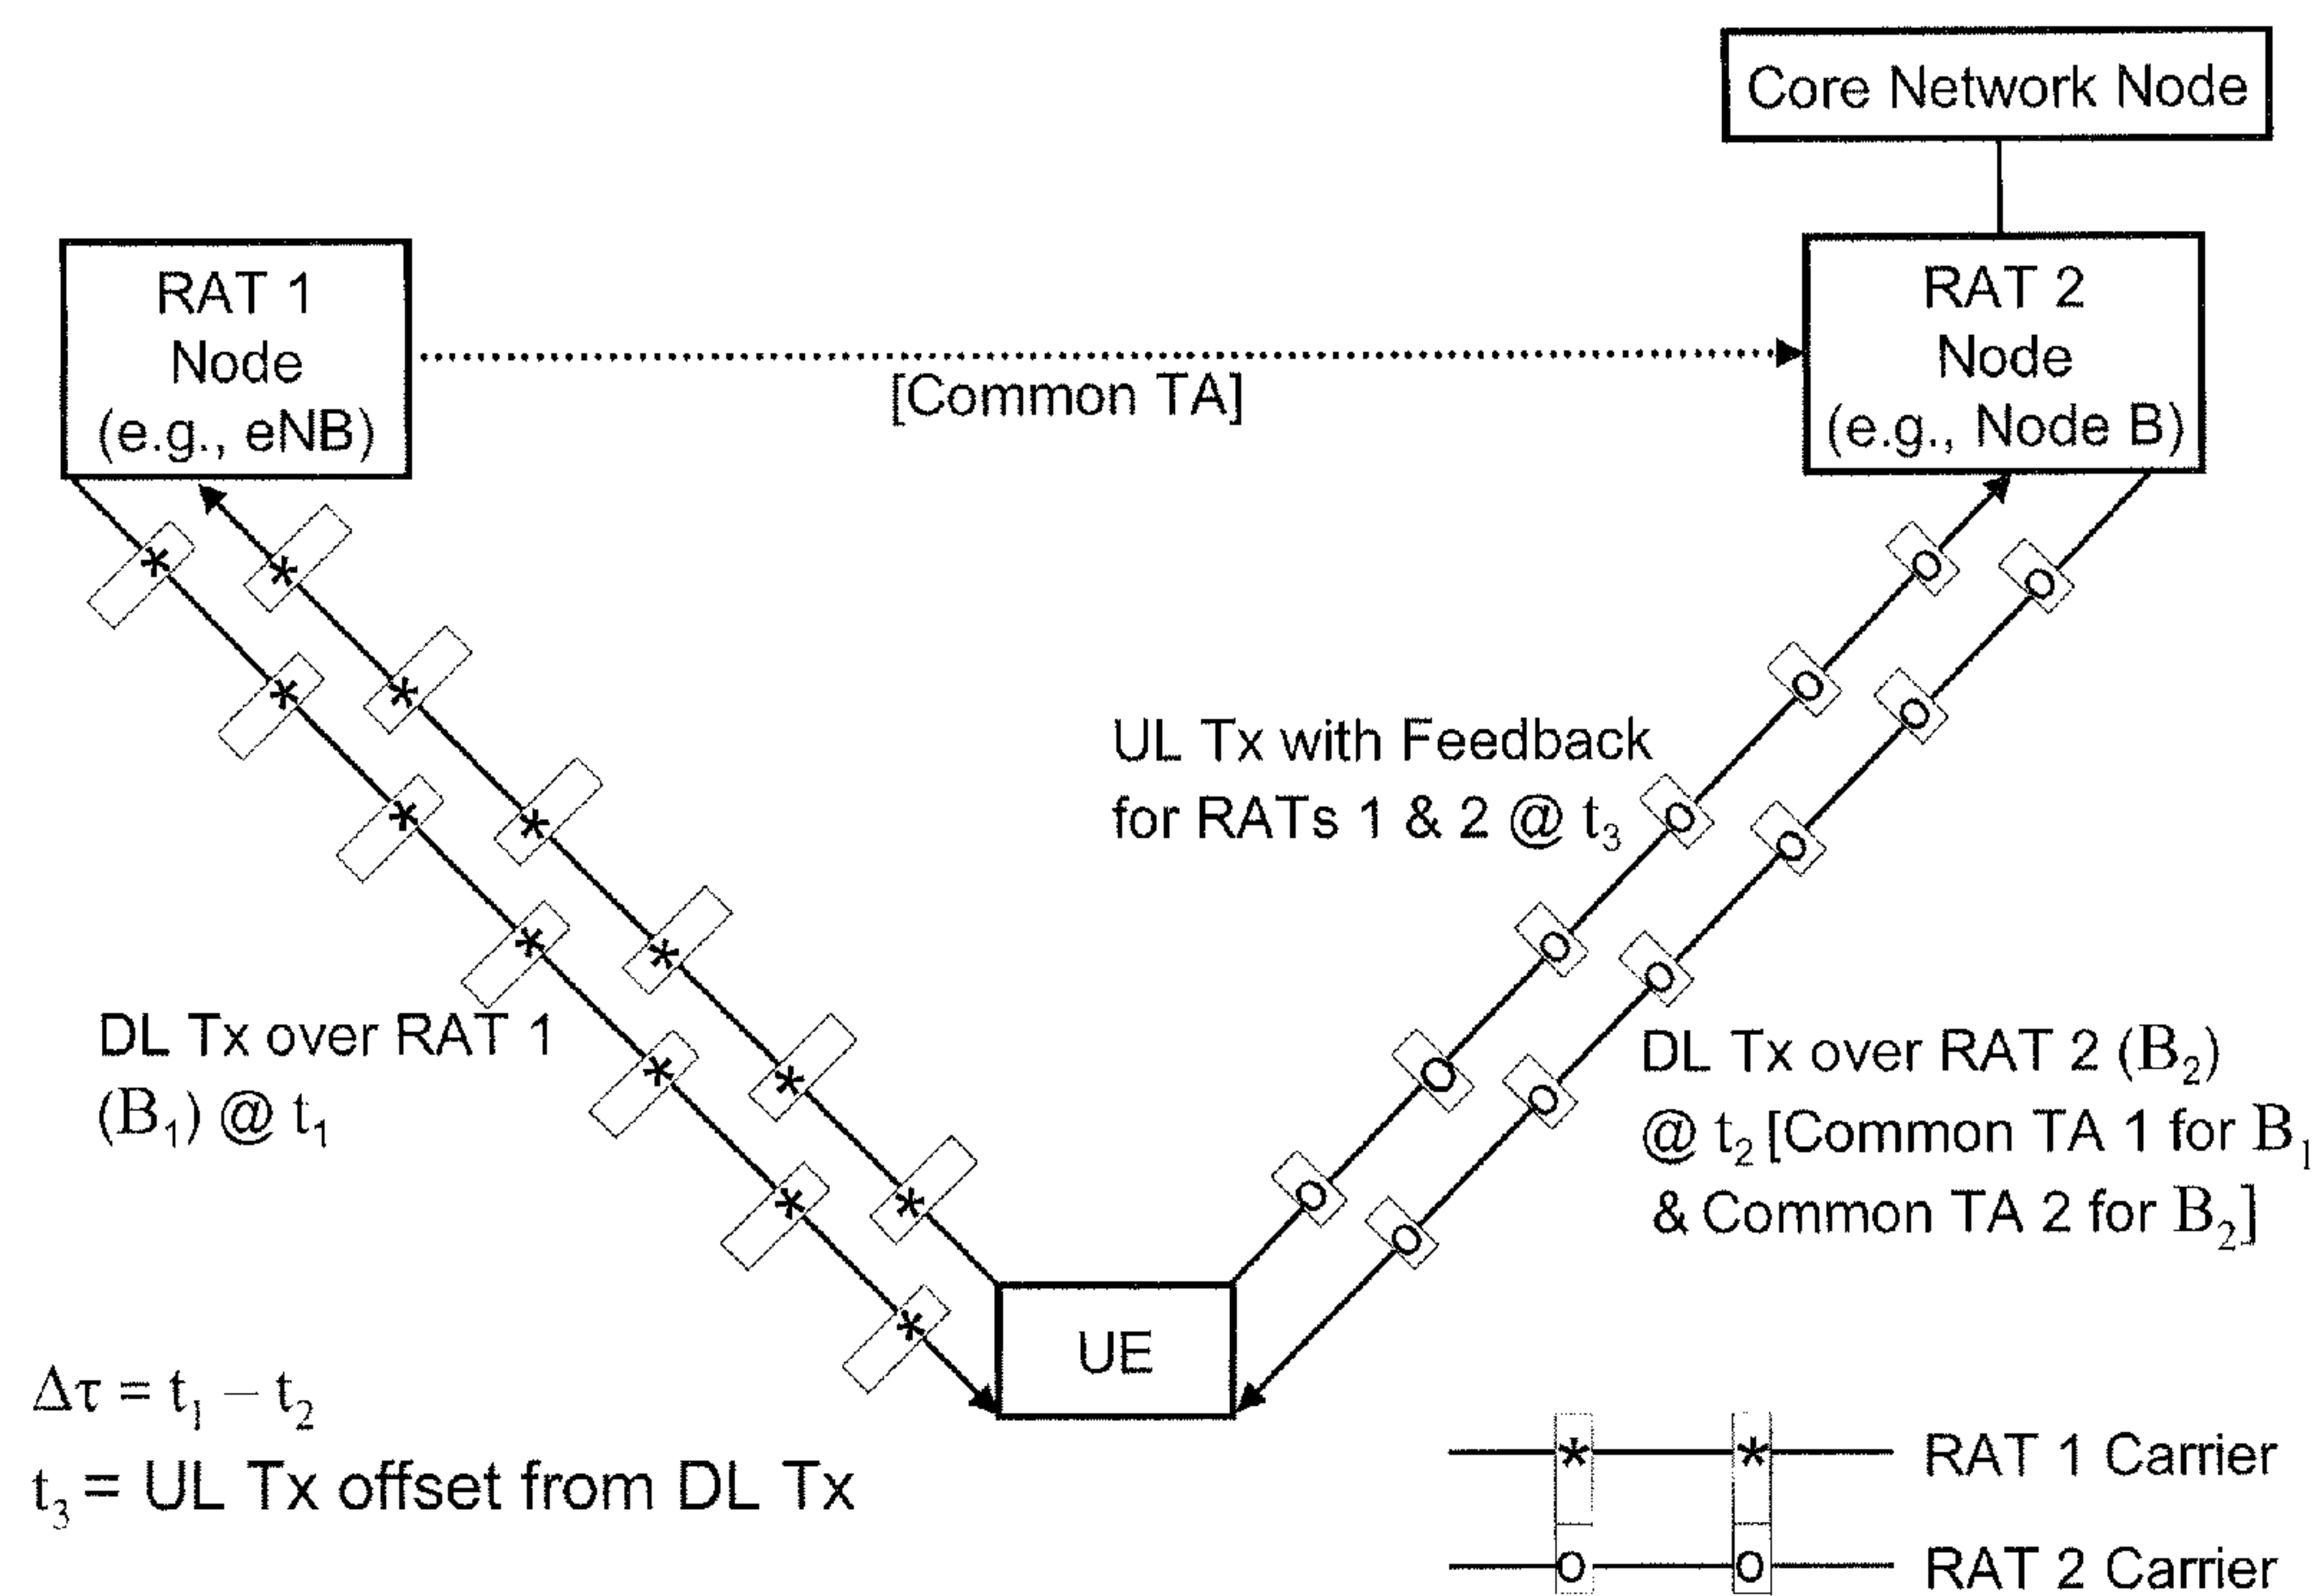 Core Network Node
RAT 1
Node
(e.g., eNB)
RAT 2
Node
(e.g., Node B)
[Common TA]
UL Tx with Feedback
for RATs 1 & 2 @ t₃
DL Tx over RAT 1
(B₁) @ t₁
DL Tx over RAT 2 (B₂)
@ t₂ [Common TA 1 for B₁
& Common TA 2 for B₂]
UE
Δτ = t₁ – t₂
t₃ = UL Tx offset from DL Tx
RAT 1 Carrier
RAT 2 Carrier